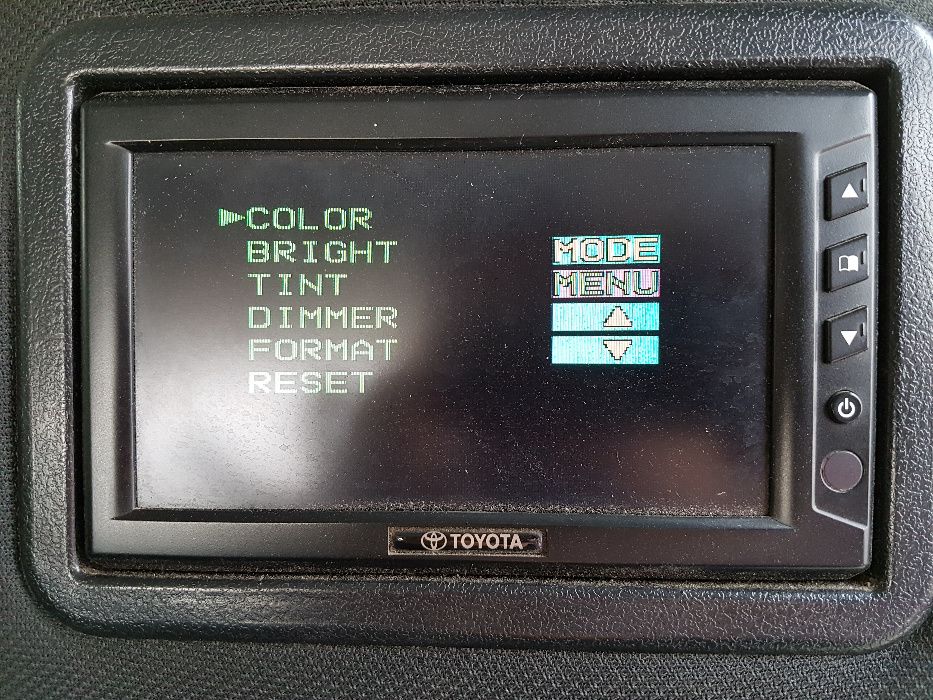 COLOR
BRIGHT
TINT
DIMMER
FORMAT
RESET
MODE
MENU
TOYOTA